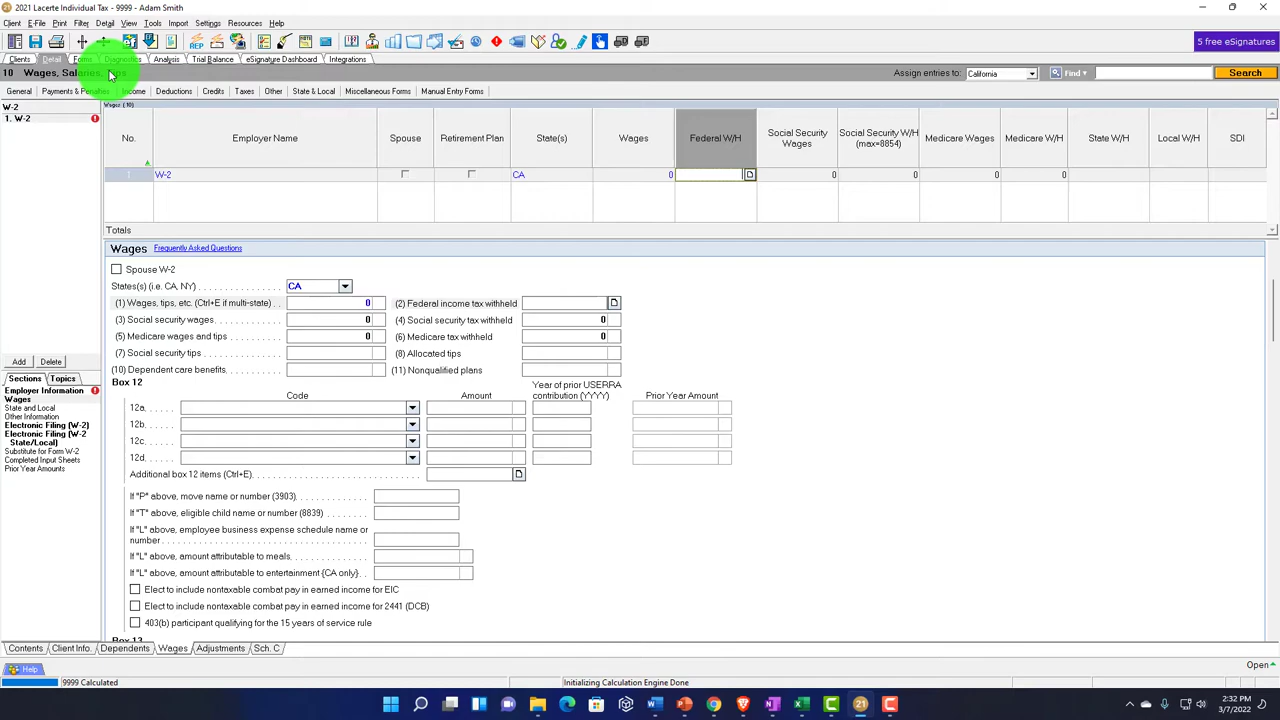 2021 Lacerte Individual Tax - 9999 - Adam Smith
Client E-File Print Filter Detail View Tools Import Settings Resources Help
5 free eSignatures
Clients Detail Forms Diagnostics Analysis Trial Balance eSignature Dashboard Integrations
10 Wages, Salaries, Tips Assign entries to: California Find Search
General Payments & Penalties Income Deductions Credits Taxes Other State & Local Miscellaneous Forms Manual Entry Forms
W-2 Wages (10)
1. W-2
No. Employer Name Spouse Retirement Plan State(s) Wages Federal W/H Social Security Wages Social Security W/H (max=8854) Medicare Wages Medicare W/H State W/H Local W/H SDI
1 W-2 CA 0 0 0 0 0
Totals
Wages Frequently Asked Questions
Spouse W-2
States(s) (i.e. CA, NY) CA
(1) Wages, tips, etc. (Ctrl+E if multi-state) 0 (2) Federal income tax withheld
(3) Social security wages 0 (4) Social security tax withheld 0
(5) Medicare wages and tips 0 (6) Medicare tax withheld 0
(7) Social security tips (8) Allocated tips
(10) Dependent care benefits (11) Nonqualified plans
Box 12
Code Amount Year of prior USERRA contribution (YYYY) Prior Year Amount
12a
12b
12c
12d
Additional box 12 items (Ctrl+E)
If "P" above, move name or number (3903)
If "T" above, eligible child name or number (8839)
If "L" above, employee business expense schedule name or
number
If "L" above, amount attributable to meals
If "L" above, amount attributable to entertainment {CA only}
Elect to include nontaxable combat pay in earned income for EIC
Elect to include nontaxable combat pay in earned income for 2441 (DCB)
403(b) participant qualifying for the 15 years of service rule
Box 13
Add Delete
Sections Topics
Employer Information
Wages
State and Local
Other Information
Electronic Filing (W-2)
Electronic Filing (W-2
State/Local)
Substitute for Form W-2
Completed Input Sheets
Prior Year Amounts
Contents Client Info. Dependents Wages Adjustments Sch. C
Help Open
9999 Calculated Initializing Calculation Engine Done
2:32 PM
3/7/2022